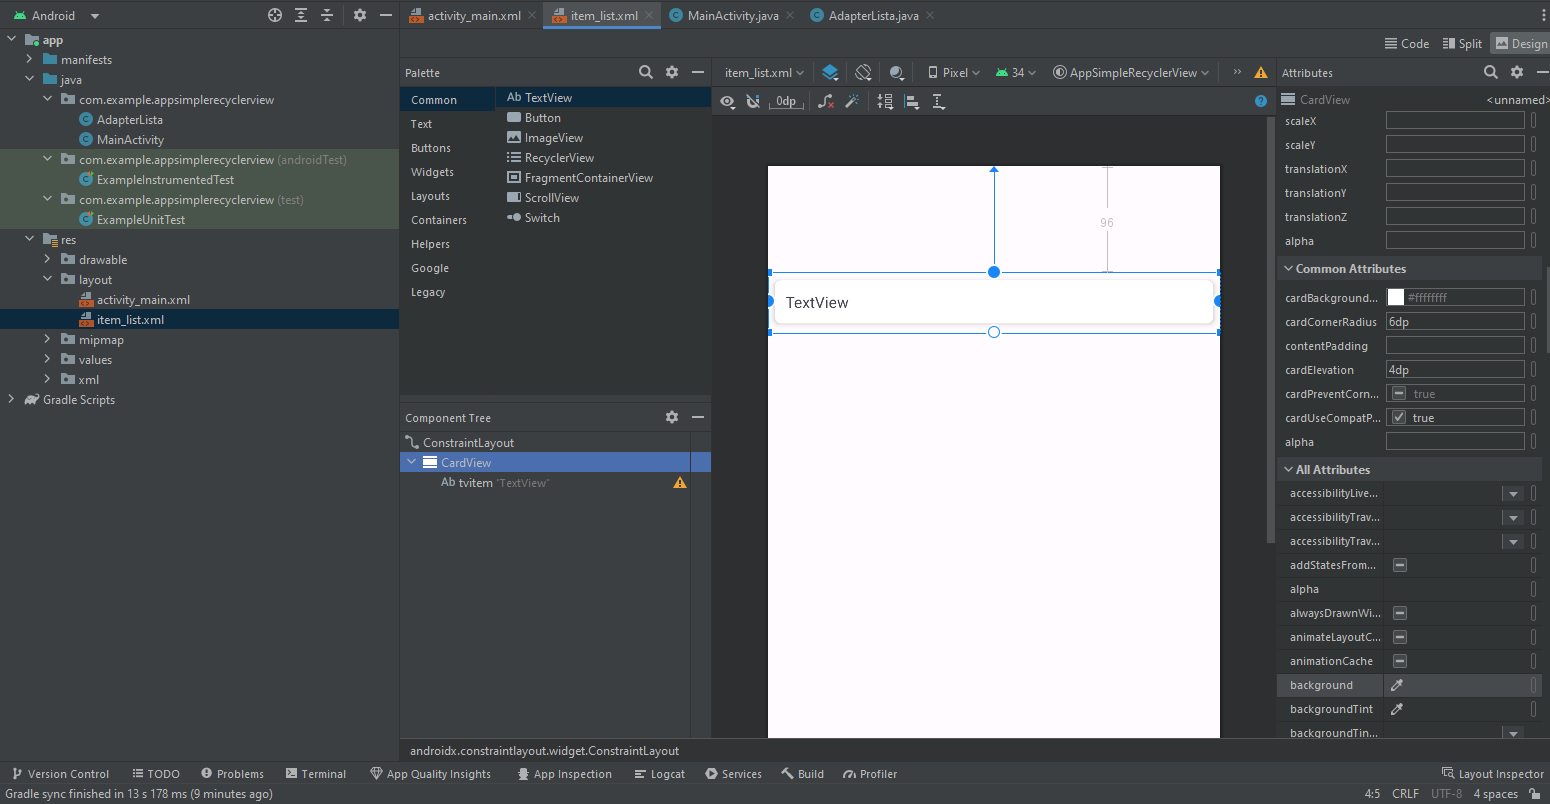 Android
activity_main.xml
item_list.xml
MainActivity.java
AdapterLista.java
app
manifests
java
com.example.appsimplerecyclerview
AdapterLista
MainActivity
com.example.appsimplerecyclerview (androidTest)
ExampleInstrumentedTest
com.example.appsimplerecyclerview (test)
ExampleUnitTest
res
drawable
layout
activity_main.xml
item_list.xml
mipmap
values
xml
Gradle Scripts
Code
Split
Design
Palette
Common
Text
Buttons
Widgets
Layouts
Containers
Helpers
Google
Legacy
Ab TextView
Button
ImageView
RecyclerView
FragmentContainerView
ScrollView
Switch
Component Tree
ConstraintLayout
CardView
Ab tvitem "TextView"
item_list.xml
Pixel
34
AppSimpleRecyclerView
0dp
96
TextView
Attributes
CardView
<unnamed>
scaleX
scaleY
translationX
translationY
translationZ
alpha
Common Attributes
cardBackground... #ffffffff
cardCornerRadius 6dp
contentPadding
cardElevation 4dp
cardPreventCorn... true
cardUseCompatP... true
alpha
All Attributes
accessibilityLive...
accessibilityTrav...
accessibilityTrav...
addStatesFrom...
alpha
alwaysDrawnWi...
animateLayoutC...
animationCache
background
backgroundTint
backgroundTin...
androidx.constraintlayout.widget.ConstraintLayout
Version Control
TODO
Problems
Terminal
App Quality Insights
App Inspection
Logcat
Services
Build
Profiler
Layout Inspector
Gradle sync finished in 13 s 178 ms (9 minutes ago)
4:5
CRLF
UTF-8
4 spaces